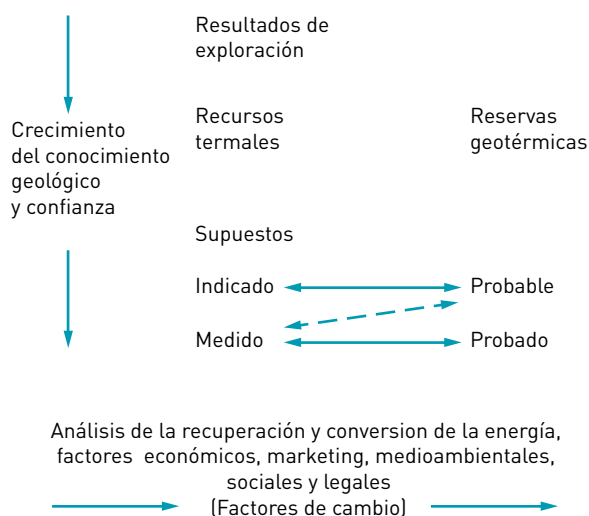 Resultados de
exploración
Crecimiento
del conocimiento
geológico
y confianza
Recursos
termales
Reservas
geotérmicas
Supuestos
Indicado
Probable
Medido
Probado
Análisis de la recuperación y conversion de la energía,
factores económicos, marketing, medioambientales,
sociales y legales
(Factores de cambio)